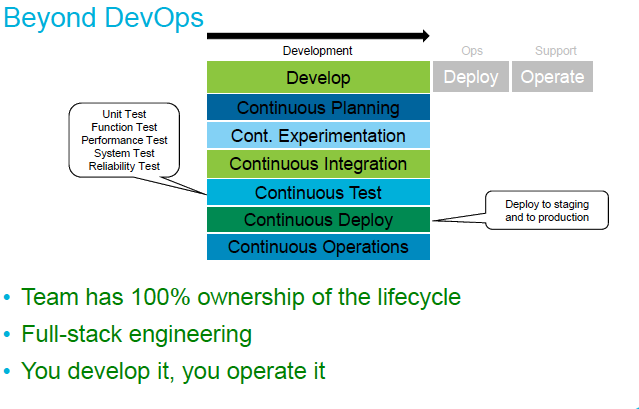 Beyond DevOps
Development
Ops
Support
Develop
Deploy
Operate
Continuous Planning
Cont. Experimentation
Continuous Integration
Continuous Test
Continuous Deploy
Continuous Operations
Unit Test
Function Test
Performance Test
System Test
Reliability Test
Deploy to staging
and to production
• Team has 100% ownership of the lifecycle
• Full-stack engineering
• You develop it, you operate it